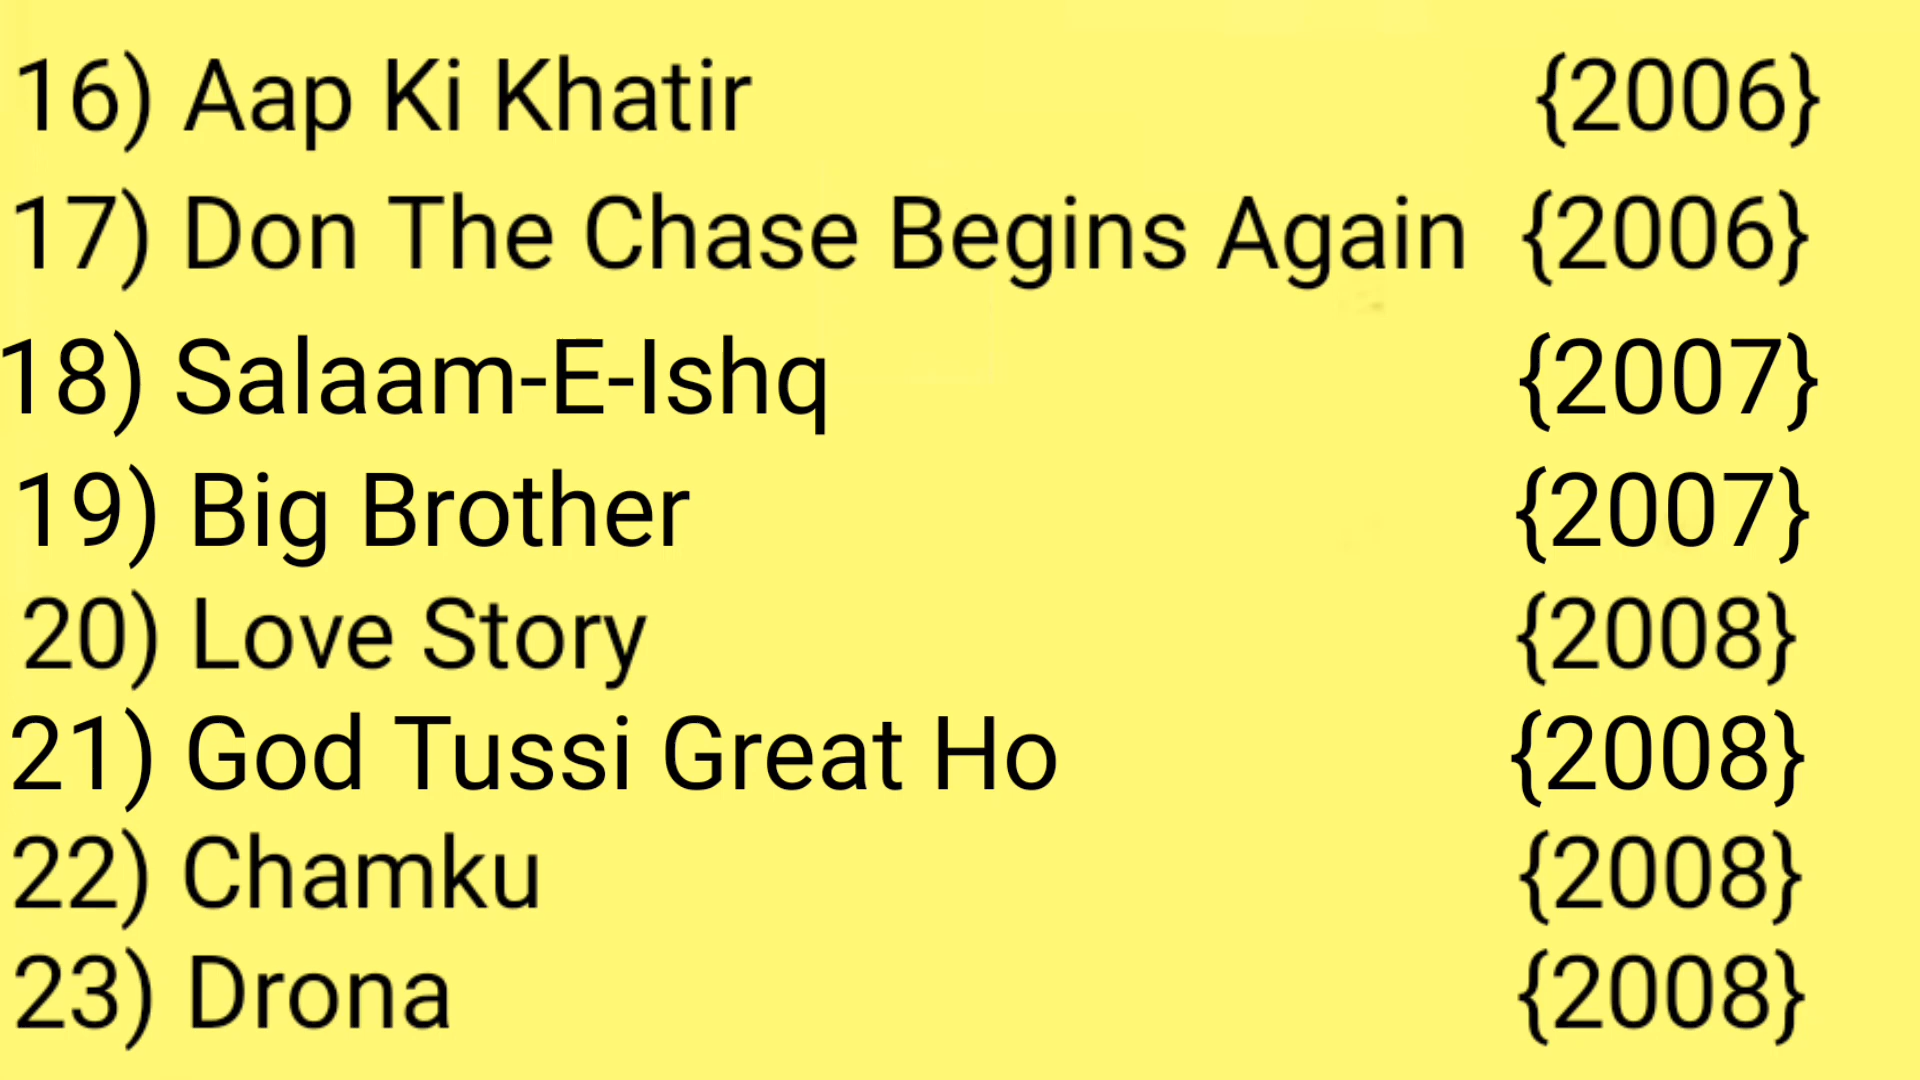 16) Aap Ki Khatir {2006}
17) Don The Chase Begins Again {2006}
18) Salaam-E-Ishq {2007}
19) Big Brother {2007}
20) Love Story {2008}
21) God Tussi Great Ho {2008}
22) Chamku {2008}
23) Drona {2008}